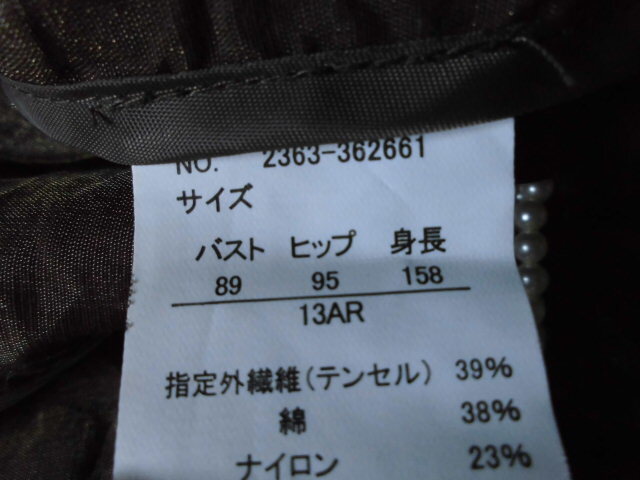 NO. 2363-362661
サイズ
バスト ヒップ 身長
89 95 158
13AR
指定外繊維(テンセル) 39%
綿 38%
ナイロン 23%